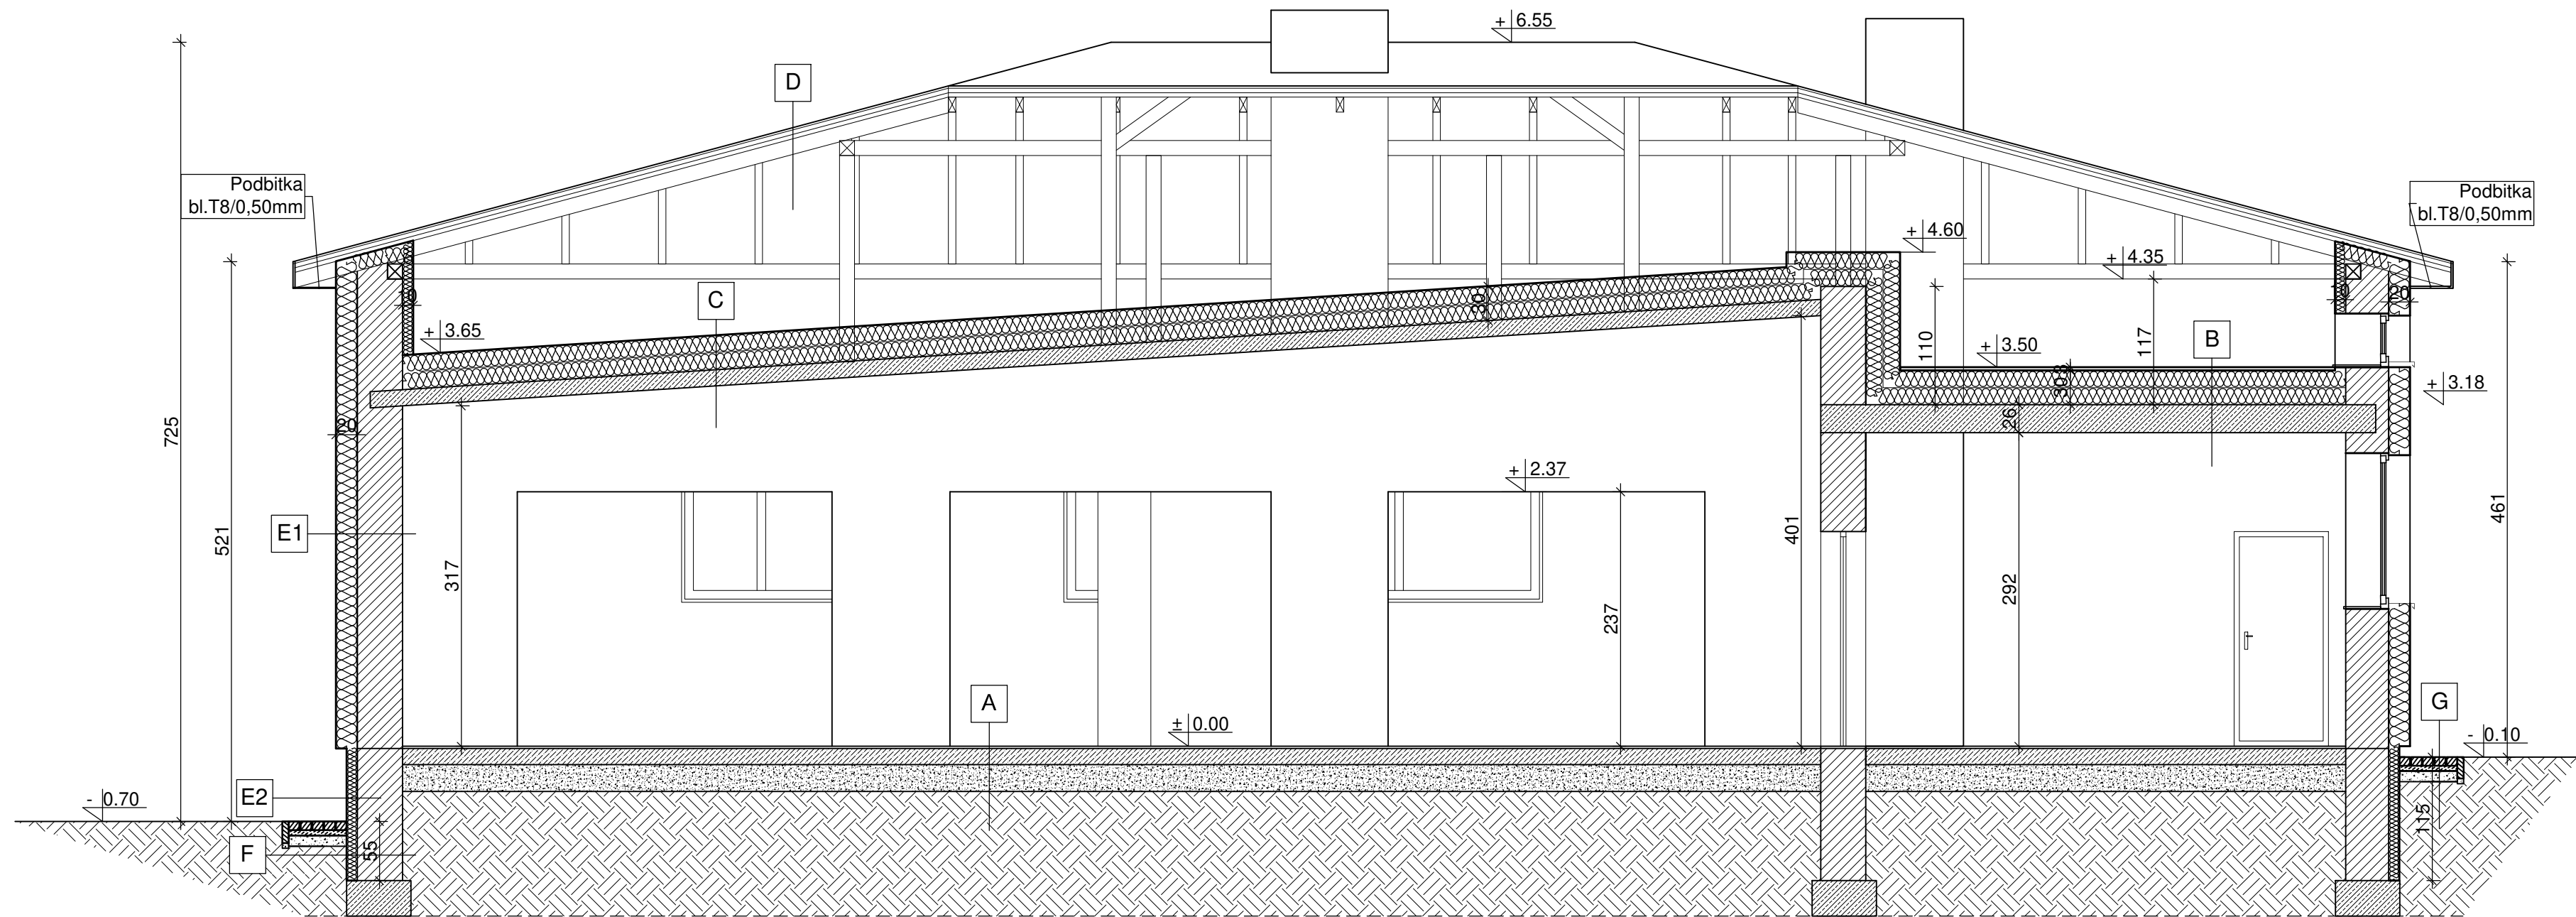 + 6.55
D
Podbitka
bl.T8/0,50mm
Podbitka
bl.T8/0,50mm
+ 4.60
+ 4.35
C
10
30
10
20
+ 3.65
110
+ 3.50
117
B
+ 3.18
303
26
725
20
521
E1
317
+ 2.37
401
461
237
292
A
± 0.00
G
- 0.10
E2
- 0.70
F
55
115